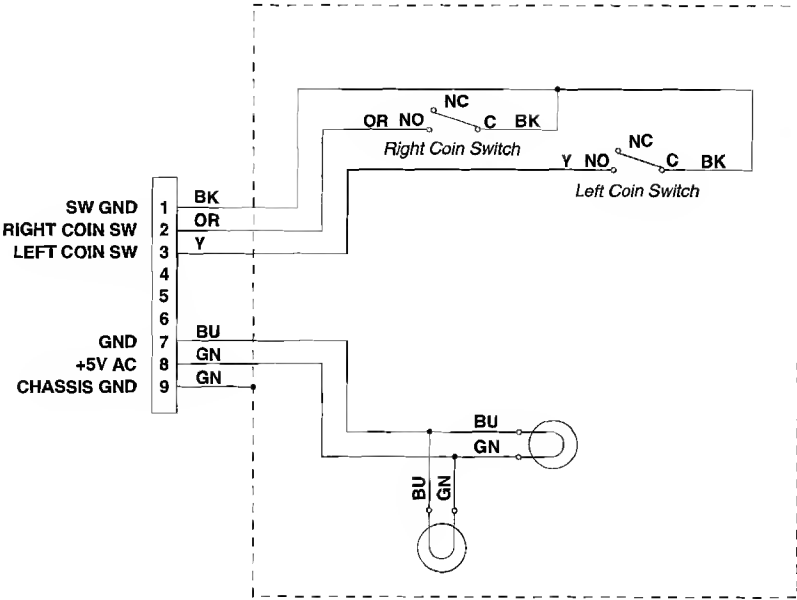 NC
OR NO C BK
Right Coin Switch
NC
Y NO C BK
Left Coin Switch
SW GND 1 BK
RIGHT COIN SW 2 OR
LEFT COIN SW 3 Y
4
5
6
GND 7 BU
+5V AC 8 GN
CHASSIS GND 9 GN
BU
GN
BU
GN